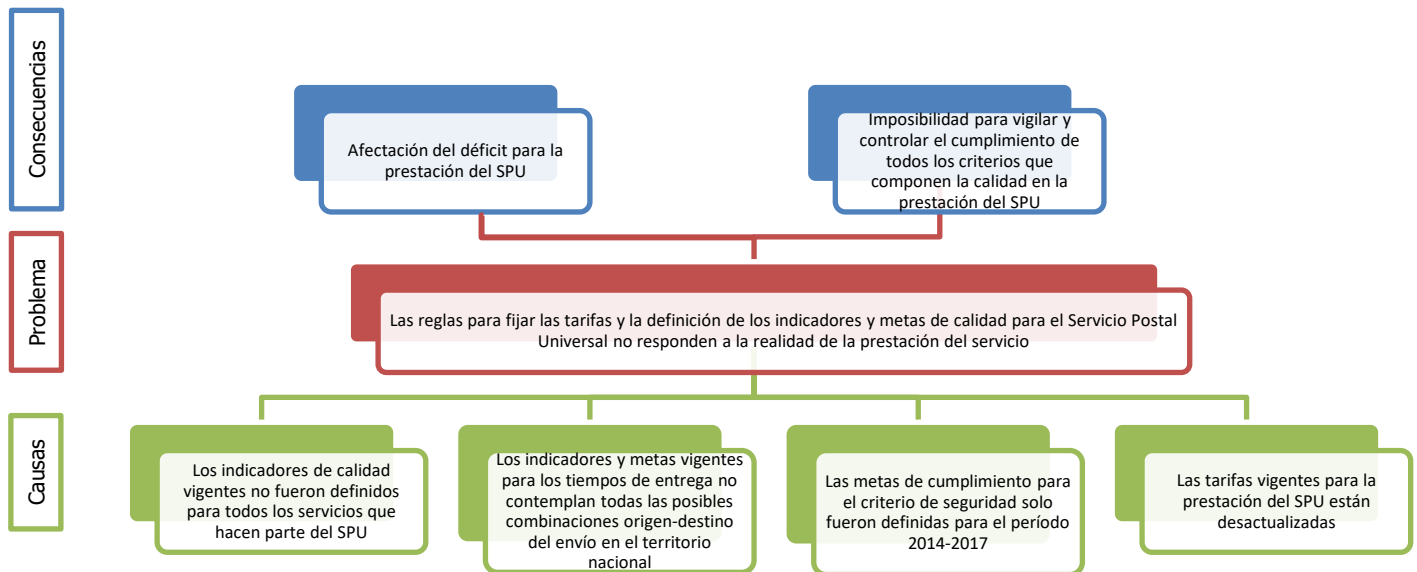 Consecuencias
Afectación del déficit para la
prestación del SPU
Imposibilidad para vigilar y
controlar el cumplimiento de
todos los criterios que
componen la calidad en la
prestación del SPU
Problema
Las reglas para fijar las tarifas y la definición de los indicadores y metas de calidad para el Servicio Postal
Universal no responden a la realidad de la prestación del servicio
Causas
Los indicadores de calidad
vigentes no fueron definidos
para todos los servicios que
hacen parte del SPU
Los indicadores y metas vigentes
para los tiempos de entrega no
contemplan todas las posibles
combinaciones origen-destino
del envío en el territorio
nacional
Las metas de cumplimiento para
el criterio de seguridad solo
fueron definidas para el período
2014-2017
Las tarifas vigentes para la
prestación del SPU están
desactualizadas